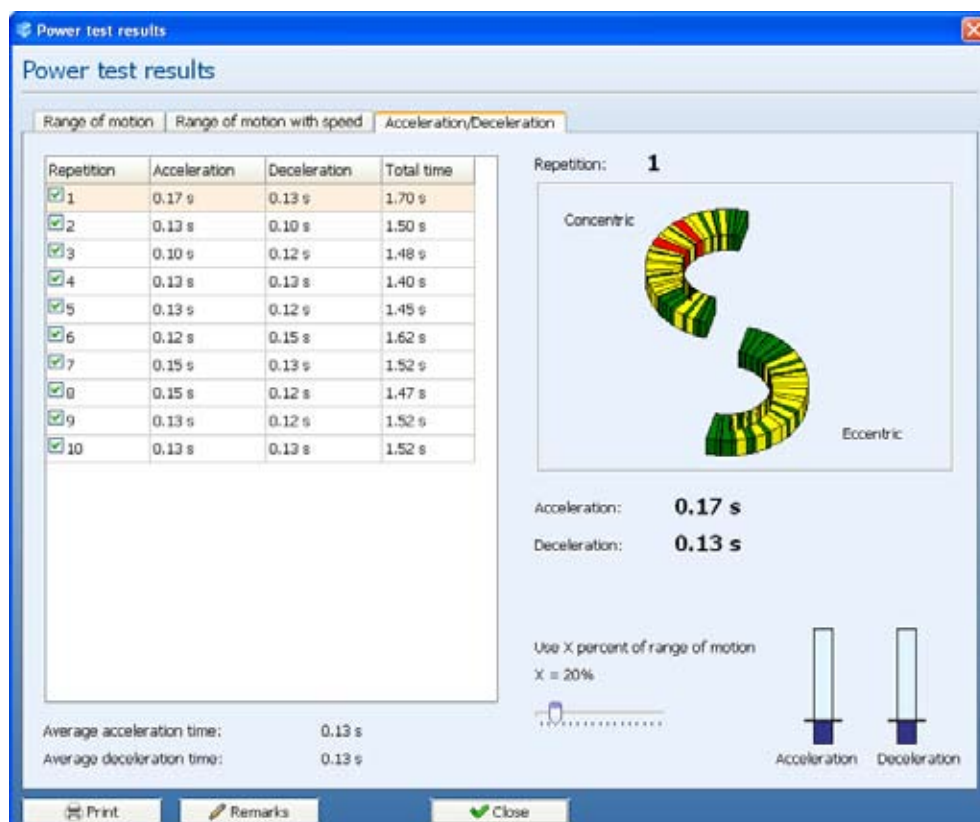 Power test results
Power test results
Range of motion
Range of motion with speed
Acceleration/Deceleration
Repetition Acceleration Deceleration Total time
1 0.17 s 0.13 s 1.70 s
2 0.13 s 0.10 s 1.50 s
3 0.10 s 0.12 s 1.48 s
4 0.13 s 0.13 s 1.40 s
5 0.13 s 0.12 s 1.45 s
6 0.12 s 0.15 s 1.62 s
7 0.15 s 0.13 s 1.52 s
8 0.15 s 0.12 s 1.47 s
9 0.13 s 0.12 s 1.52 s
10 0.13 s 0.13 s 1.52 s
Average acceleration time: 0.13 s
Average deceleration time: 0.13 s
Repetition: 1
Concentric
Eccentric
Acceleration: 0.17 s
Deceleration: 0.13 s
Use X percent of range of motion
X = 20%
Acceleration
Deceleration
Print
Remarks
Close